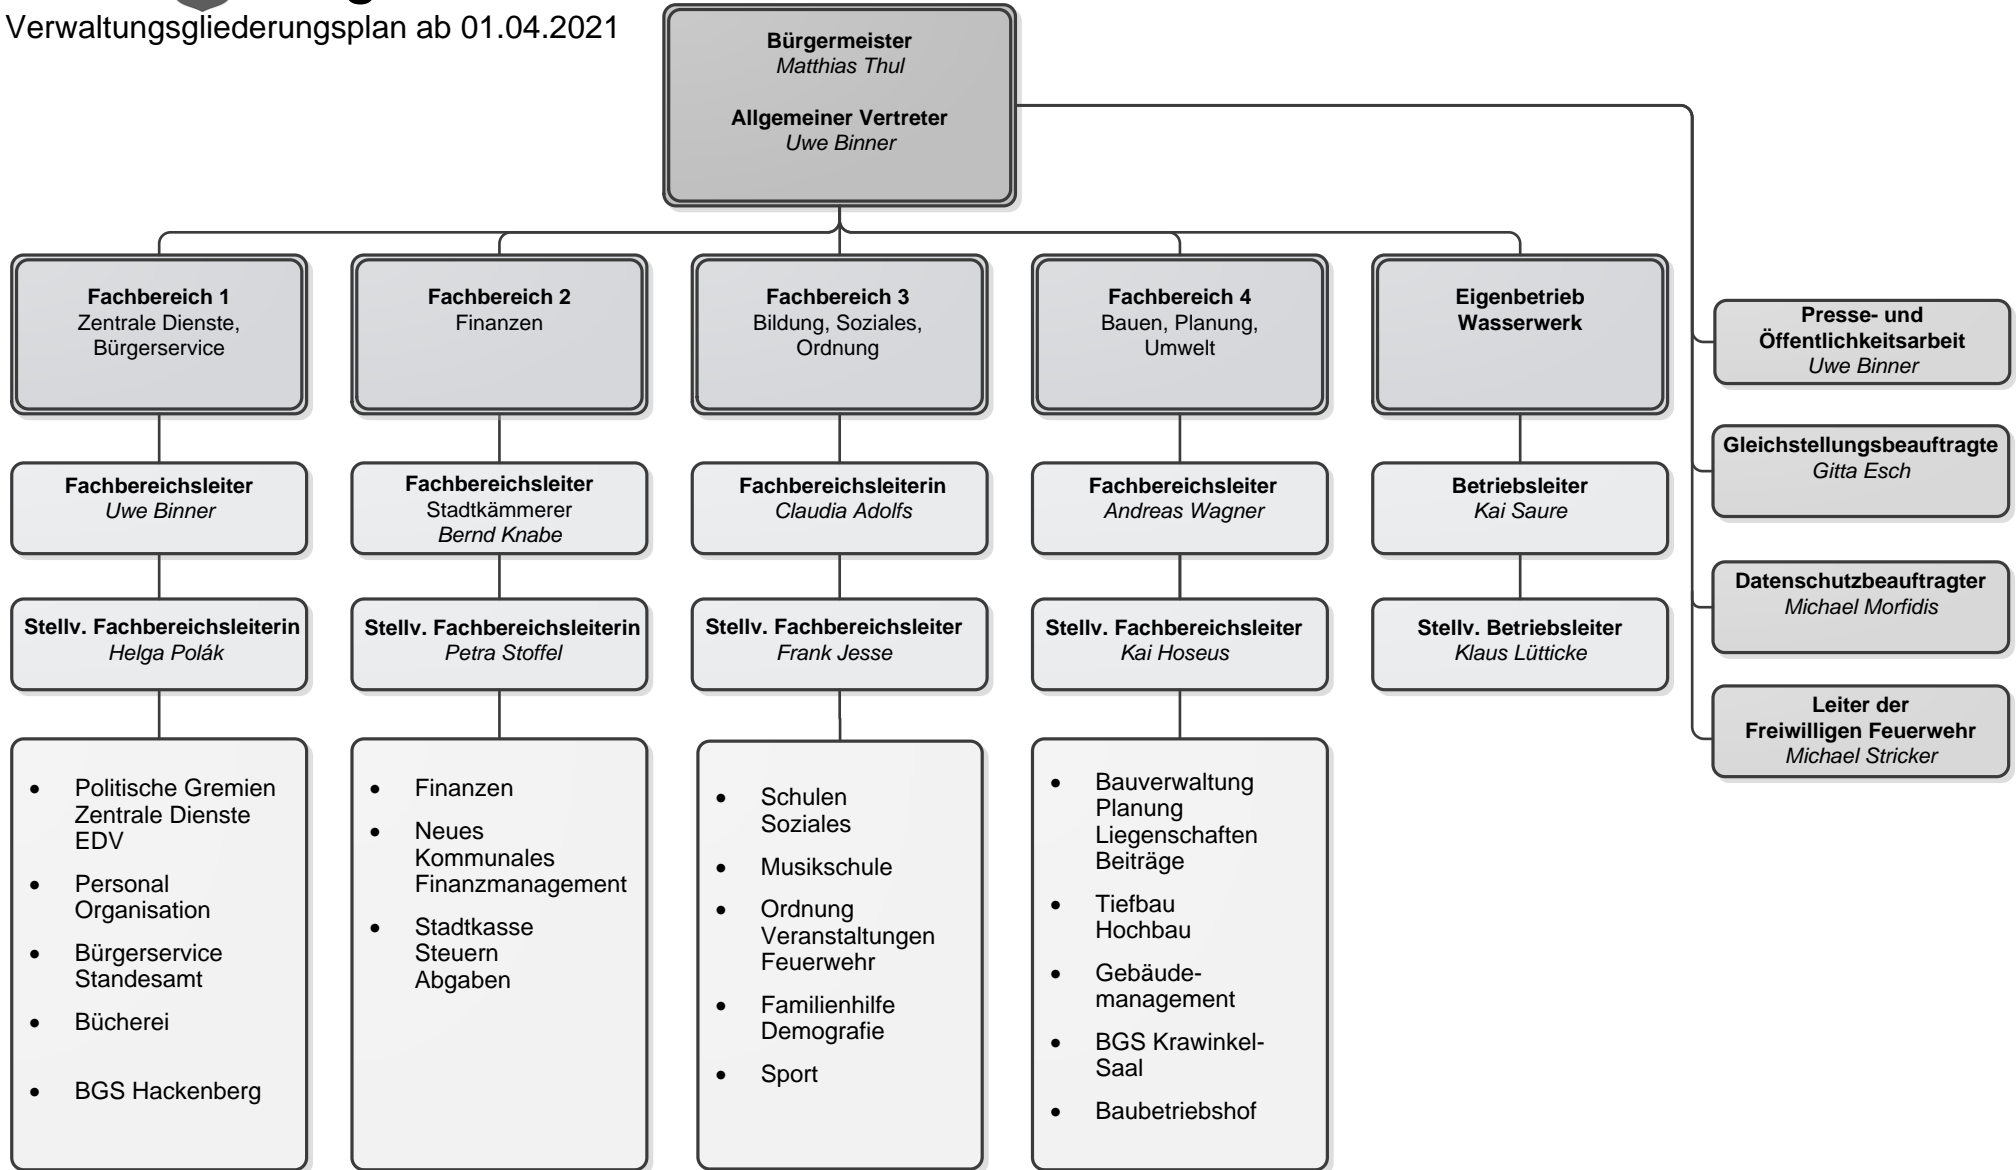 Verwaltungsgliederungsplan ab 01.04.2021
Bürgermeister
Matthias Thul
Allgemeiner Vertreter
Uwe Binner
Fachbereich 1
Zentrale Dienste,
Bürgerservice
Fachbereichsleiter
Uwe Binner
Stellv. Fachbereichsleiterin
Helga Polák
• Politische Gremien
Zentrale Dienste
EDV
• Personal
Organisation
• Bürgerservice
Standesamt
• Bücherei
• BGS Hackenberg
Fachbereich 2
Finanzen
Fachbereichsleiter
Stadtkämmerer
Bernd Knabe
Stellv. Fachbereichsleiterin
Petra Stoffel
• Finanzen
• Neues
Kommunales
Finanzmanagement
• Stadtkasse
Steuern
Abgaben
Fachbereich 3
Bildung, Soziales,
Ordnung
Fachbereichsleiterin
Claudia Adolfs
Stellv. Fachbereichsleiter
Frank Jesse
• Schulen
Soziales
• Musikschule
• Ordnung
Veranstaltungen
Feuerwehr
• Familienhilfe
Demografie
• Sport
Fachbereich 4
Bauen, Planung,
Umwelt
Fachbereichsleiter
Andreas Wagner
Stellv. Fachbereichsleiter
Kai Hoseus
• Bauverwaltung
Planung
Liegenschaften
Beiträge
• Tiefbau
Hochbau
• Gebäude-
management
• BGS Krawinkel-
Saal
• Baubetriebshof
Eigenbetrieb
Wasserwerk
Betriebsleiter
Kai Saure
Stellv. Betriebsleiter
Klaus Lütticke
Presse- und
Öffentlichkeitsarbeit
Uwe Binner
Gleichstellungsbeauftragte
Gitta Esch
Datenschutzbeauftragter
Michael Morfidis
Leiter der
Freiwilligen Feuerwehr
Michael Stricker